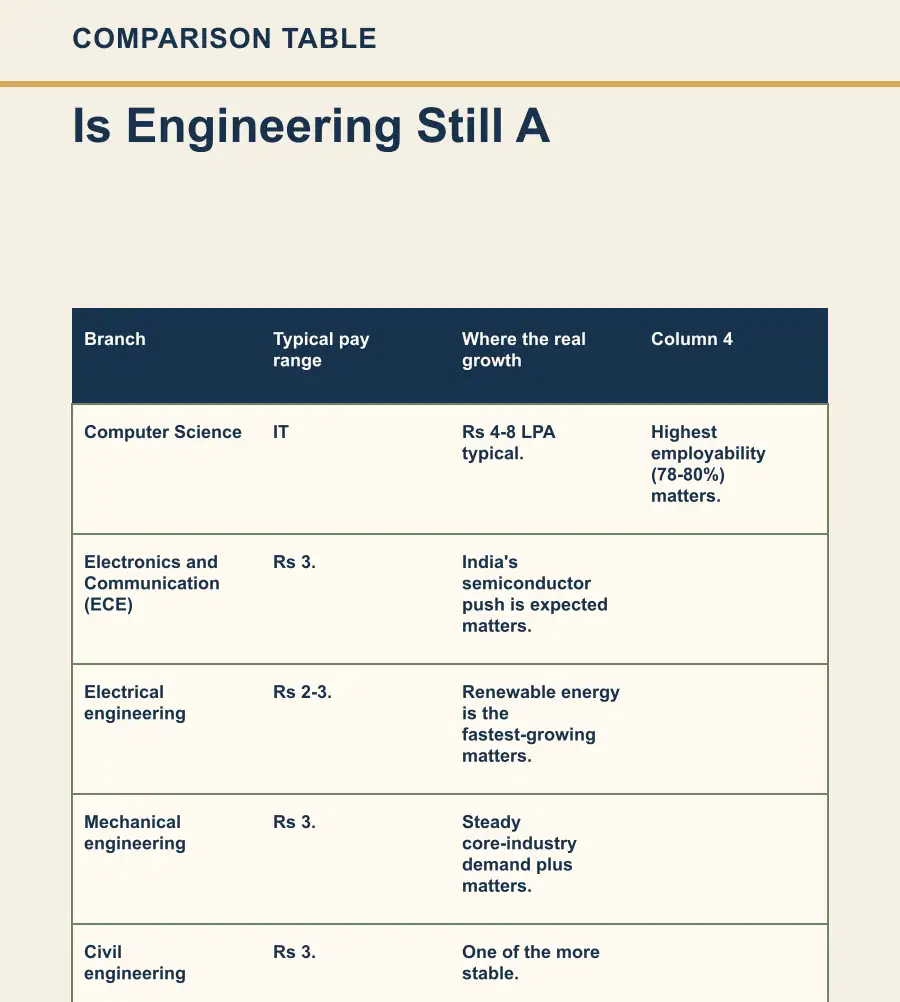 COMPARISON TABLE
Is Engineering Still A
Branch
Typical pay
range
Where the real
growth
Column 4
Computer Science
IT
Rs 4-8 LPA
typical.
Highest
employability
(78-80%)
matters.
Electronics and
Communication
(ECE)
Rs 3.
India's
semiconductor
push is expected
matters.
Electrical
engineering
Rs 2-3.
Renewable energy
is the
fastest-growing
matters.
Mechanical
engineering
Rs 3.
Steady
core-industry
demand plus
matters.
Civil
engineering
Rs 3.
One of the more
stable.